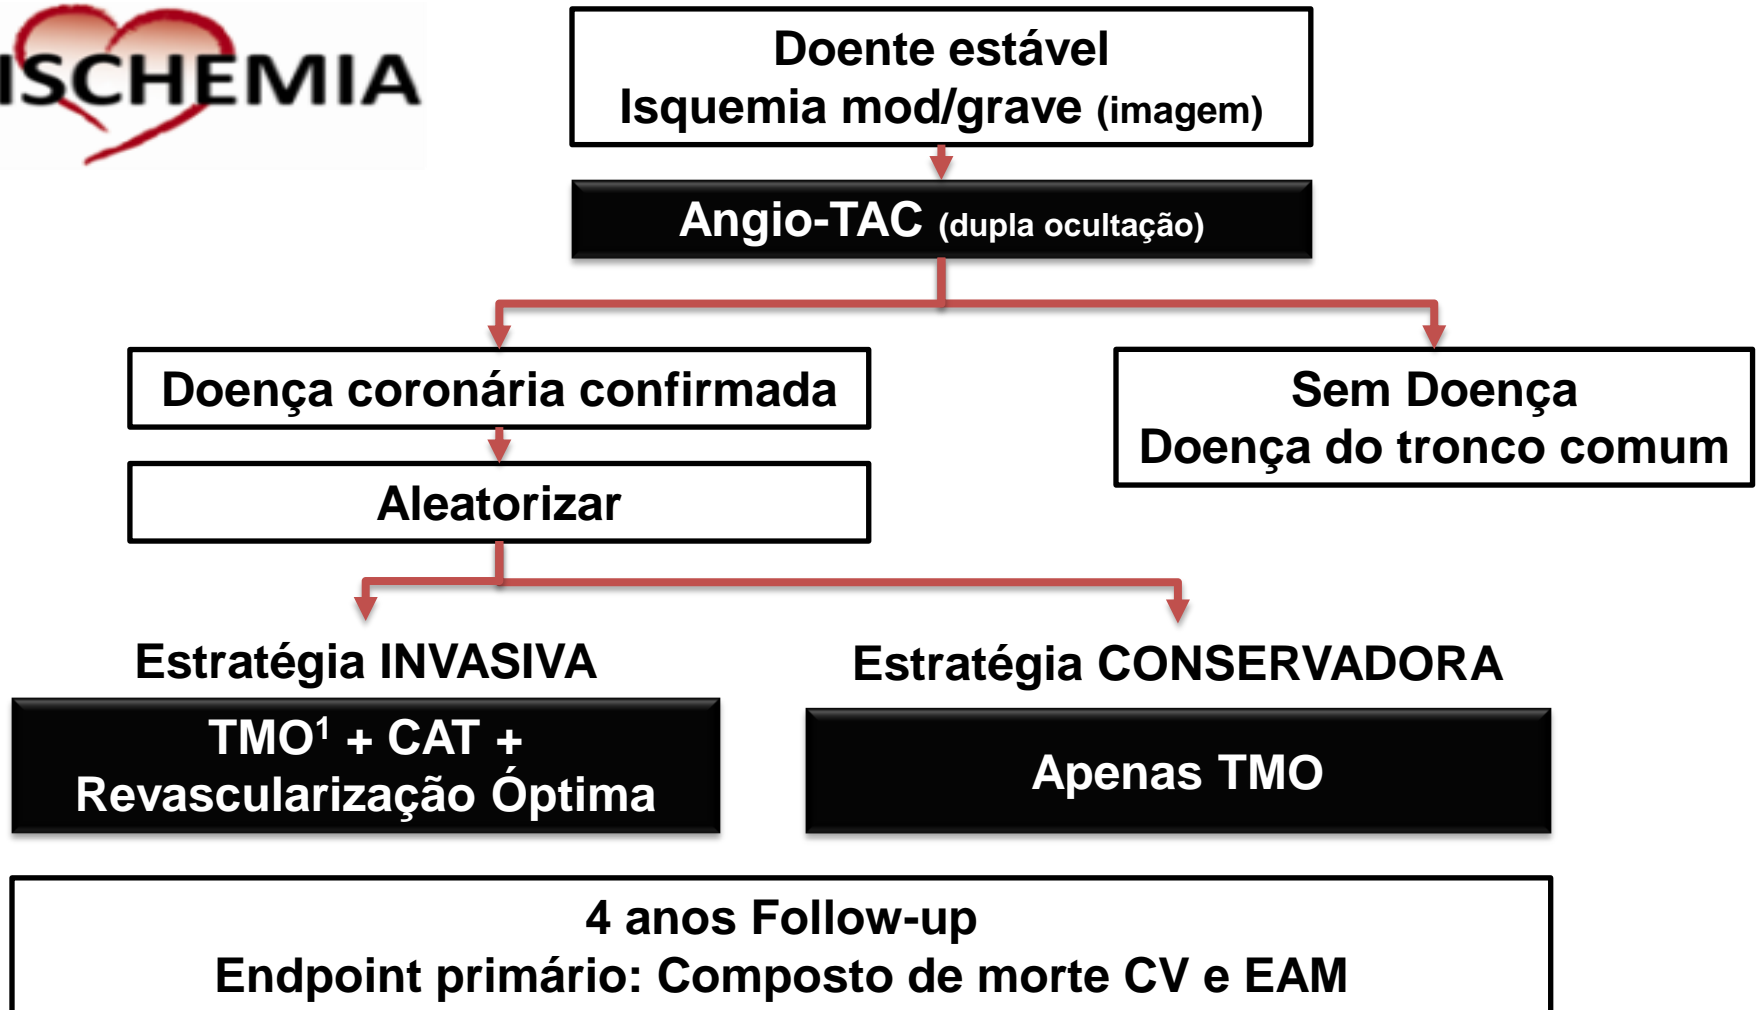 ISCHEMIA
Doente estável
Isquemia mod/grave (imagem)
Angio-TAC (dupla ocultação)
Doença coronária confirmada
Sem Doença
Doença do tronco comum
Aleatorizar
Estratégia INVASIVA
Estratégia CONSERVADORA
TMO¹ + CAT +
Revascularização Óptima
Apenas TMO
4 anos Follow-up
Endpoint primário: Composto de morte CV e EAM